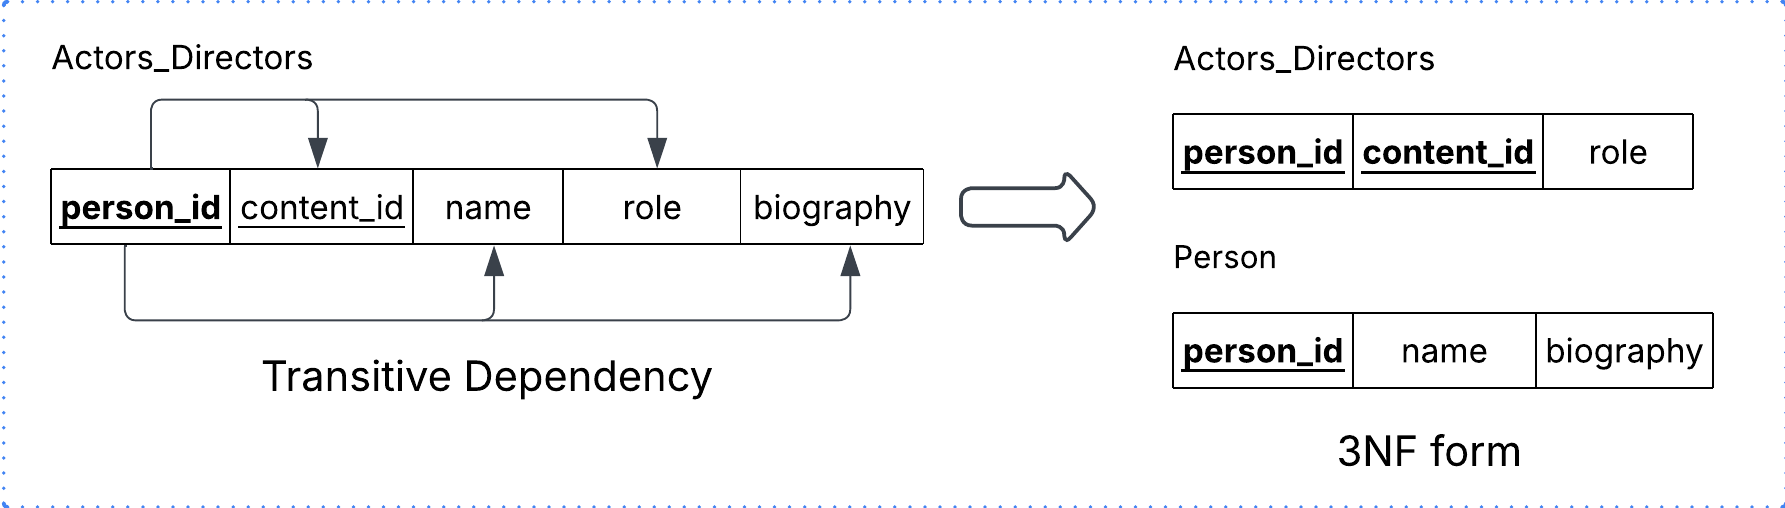 Actors_Directors
person_id content_id name role biography
Transitive Dependency
Actors_Directors
person_id content_id role
Person
person_id name biography
3NF form